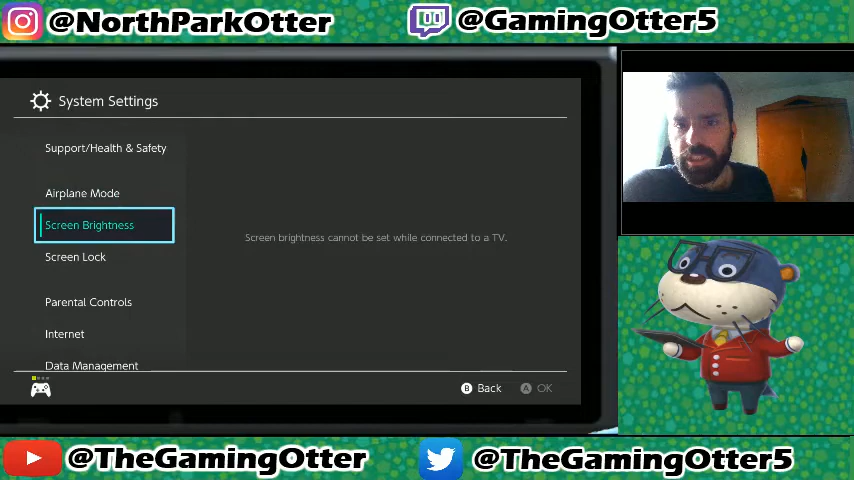 @NorthParkOtter
@GamingOtter5
System Settings
Support/Health & Safety
Airplane Mode
Screen Brightness
Screen Lock
Parental Controls
Internet
Data Management
Screen brightness cannot be set while connected to a TV.
B Back
A OK
@TheGamingOtter
@TheGamingOtter5